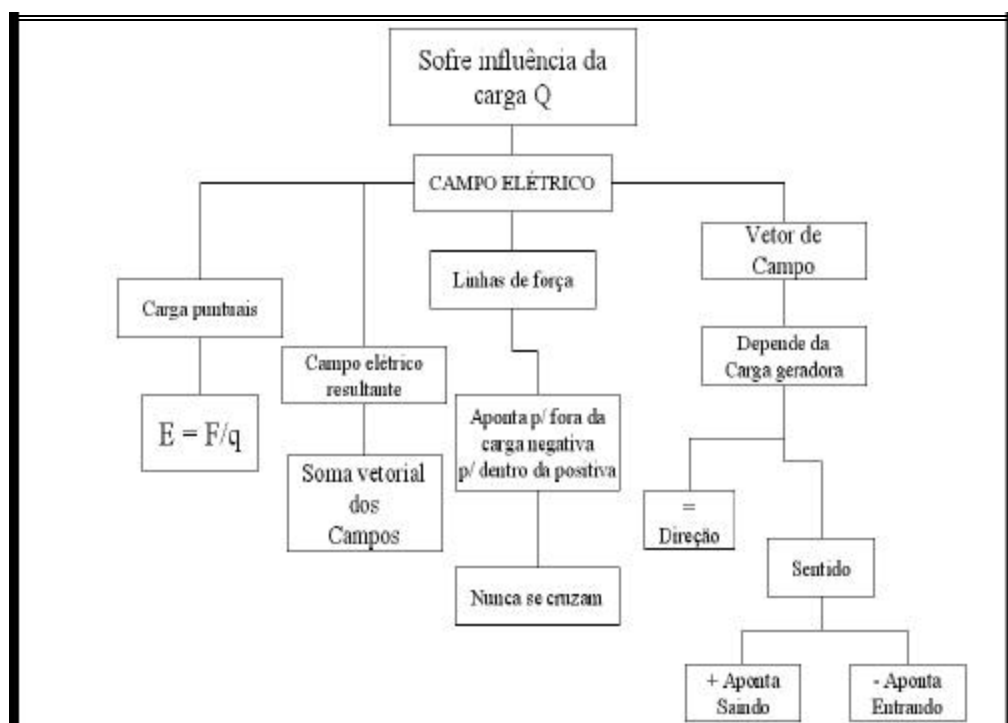 Sofre influência da
carga Q
CAMPO ELÉTRICO
Carga puntuais
E = F/q
Campo elétrico
resultante
Soma vetorial
dos
Campos
Linhas de força
Aponta p/ fora da
carga negativa
p/ dentro da positiva
Nunca se cruzam
Vetor de
Campo
Depende da
Carga geradora
=
Direção
Sentido
+ Aponta
Saindo
- Aponta
Entrando